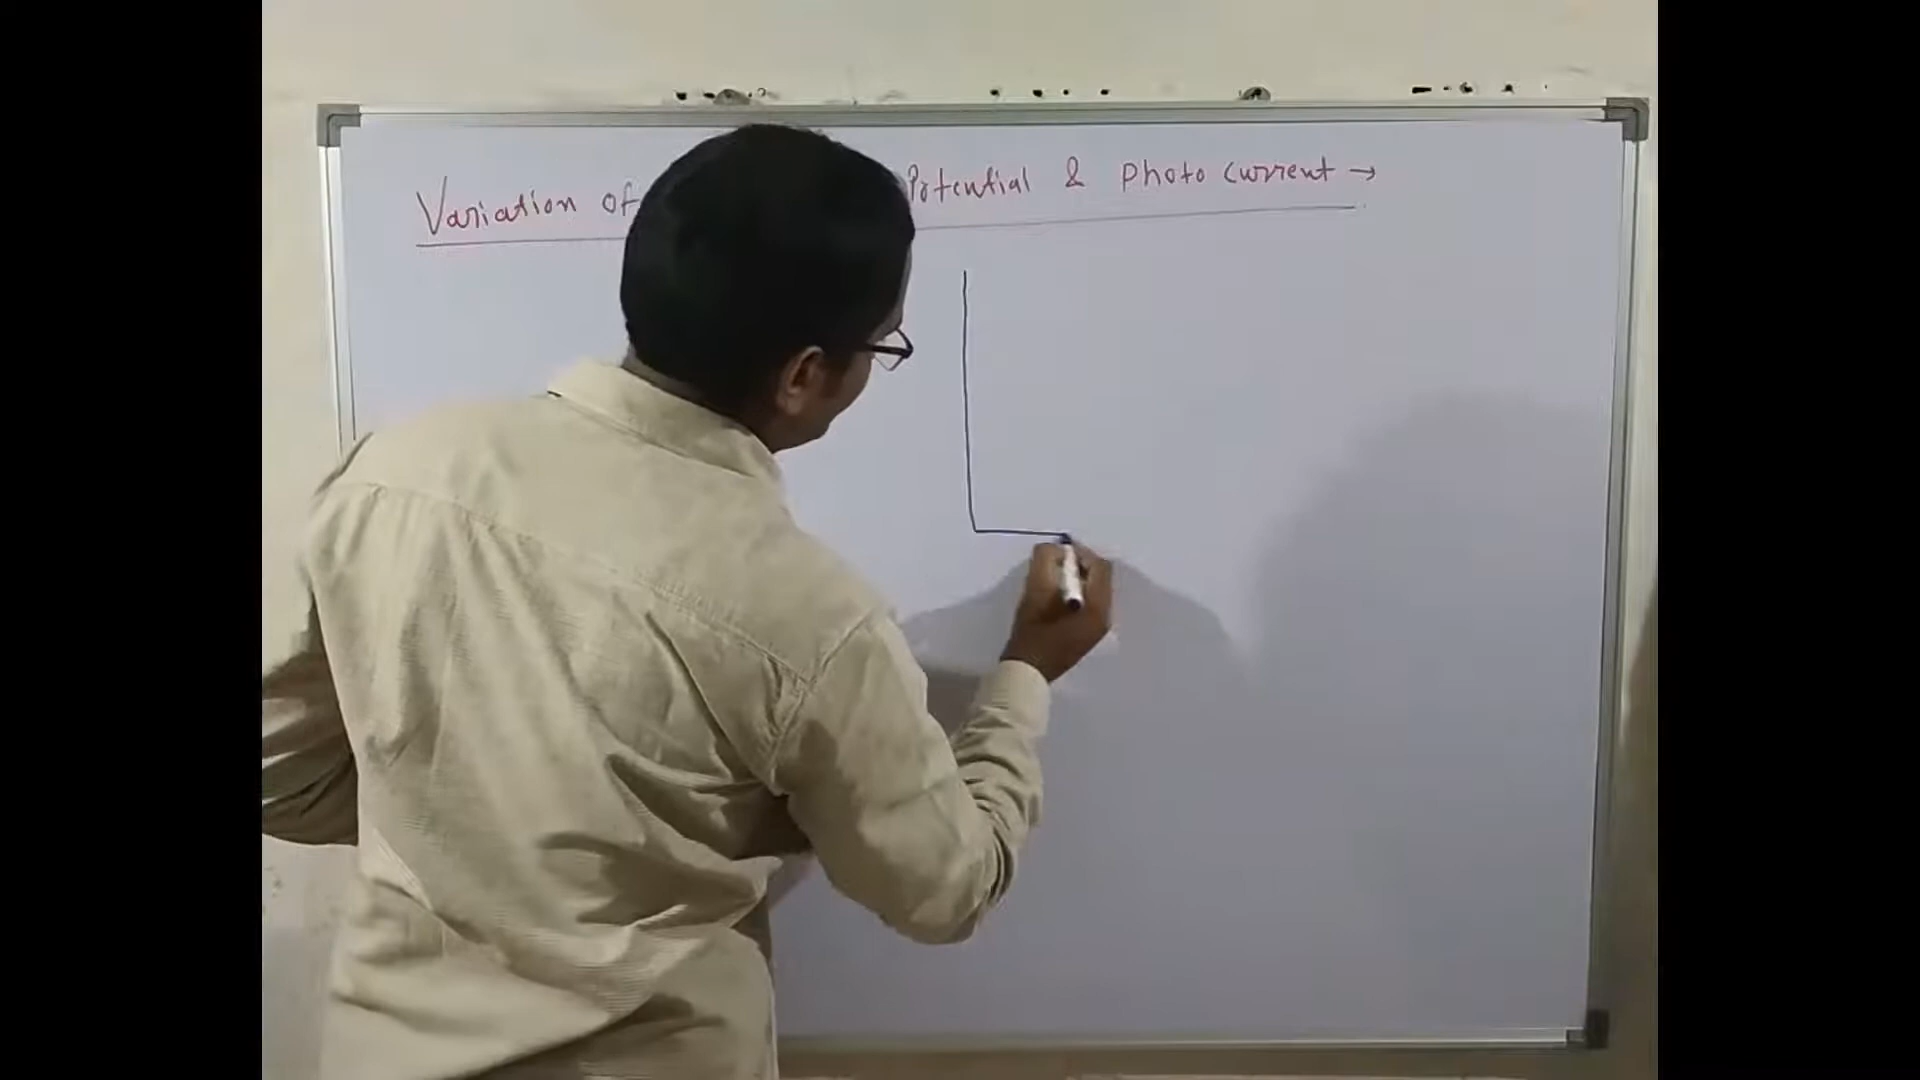 Variation of Potential & Photo current →